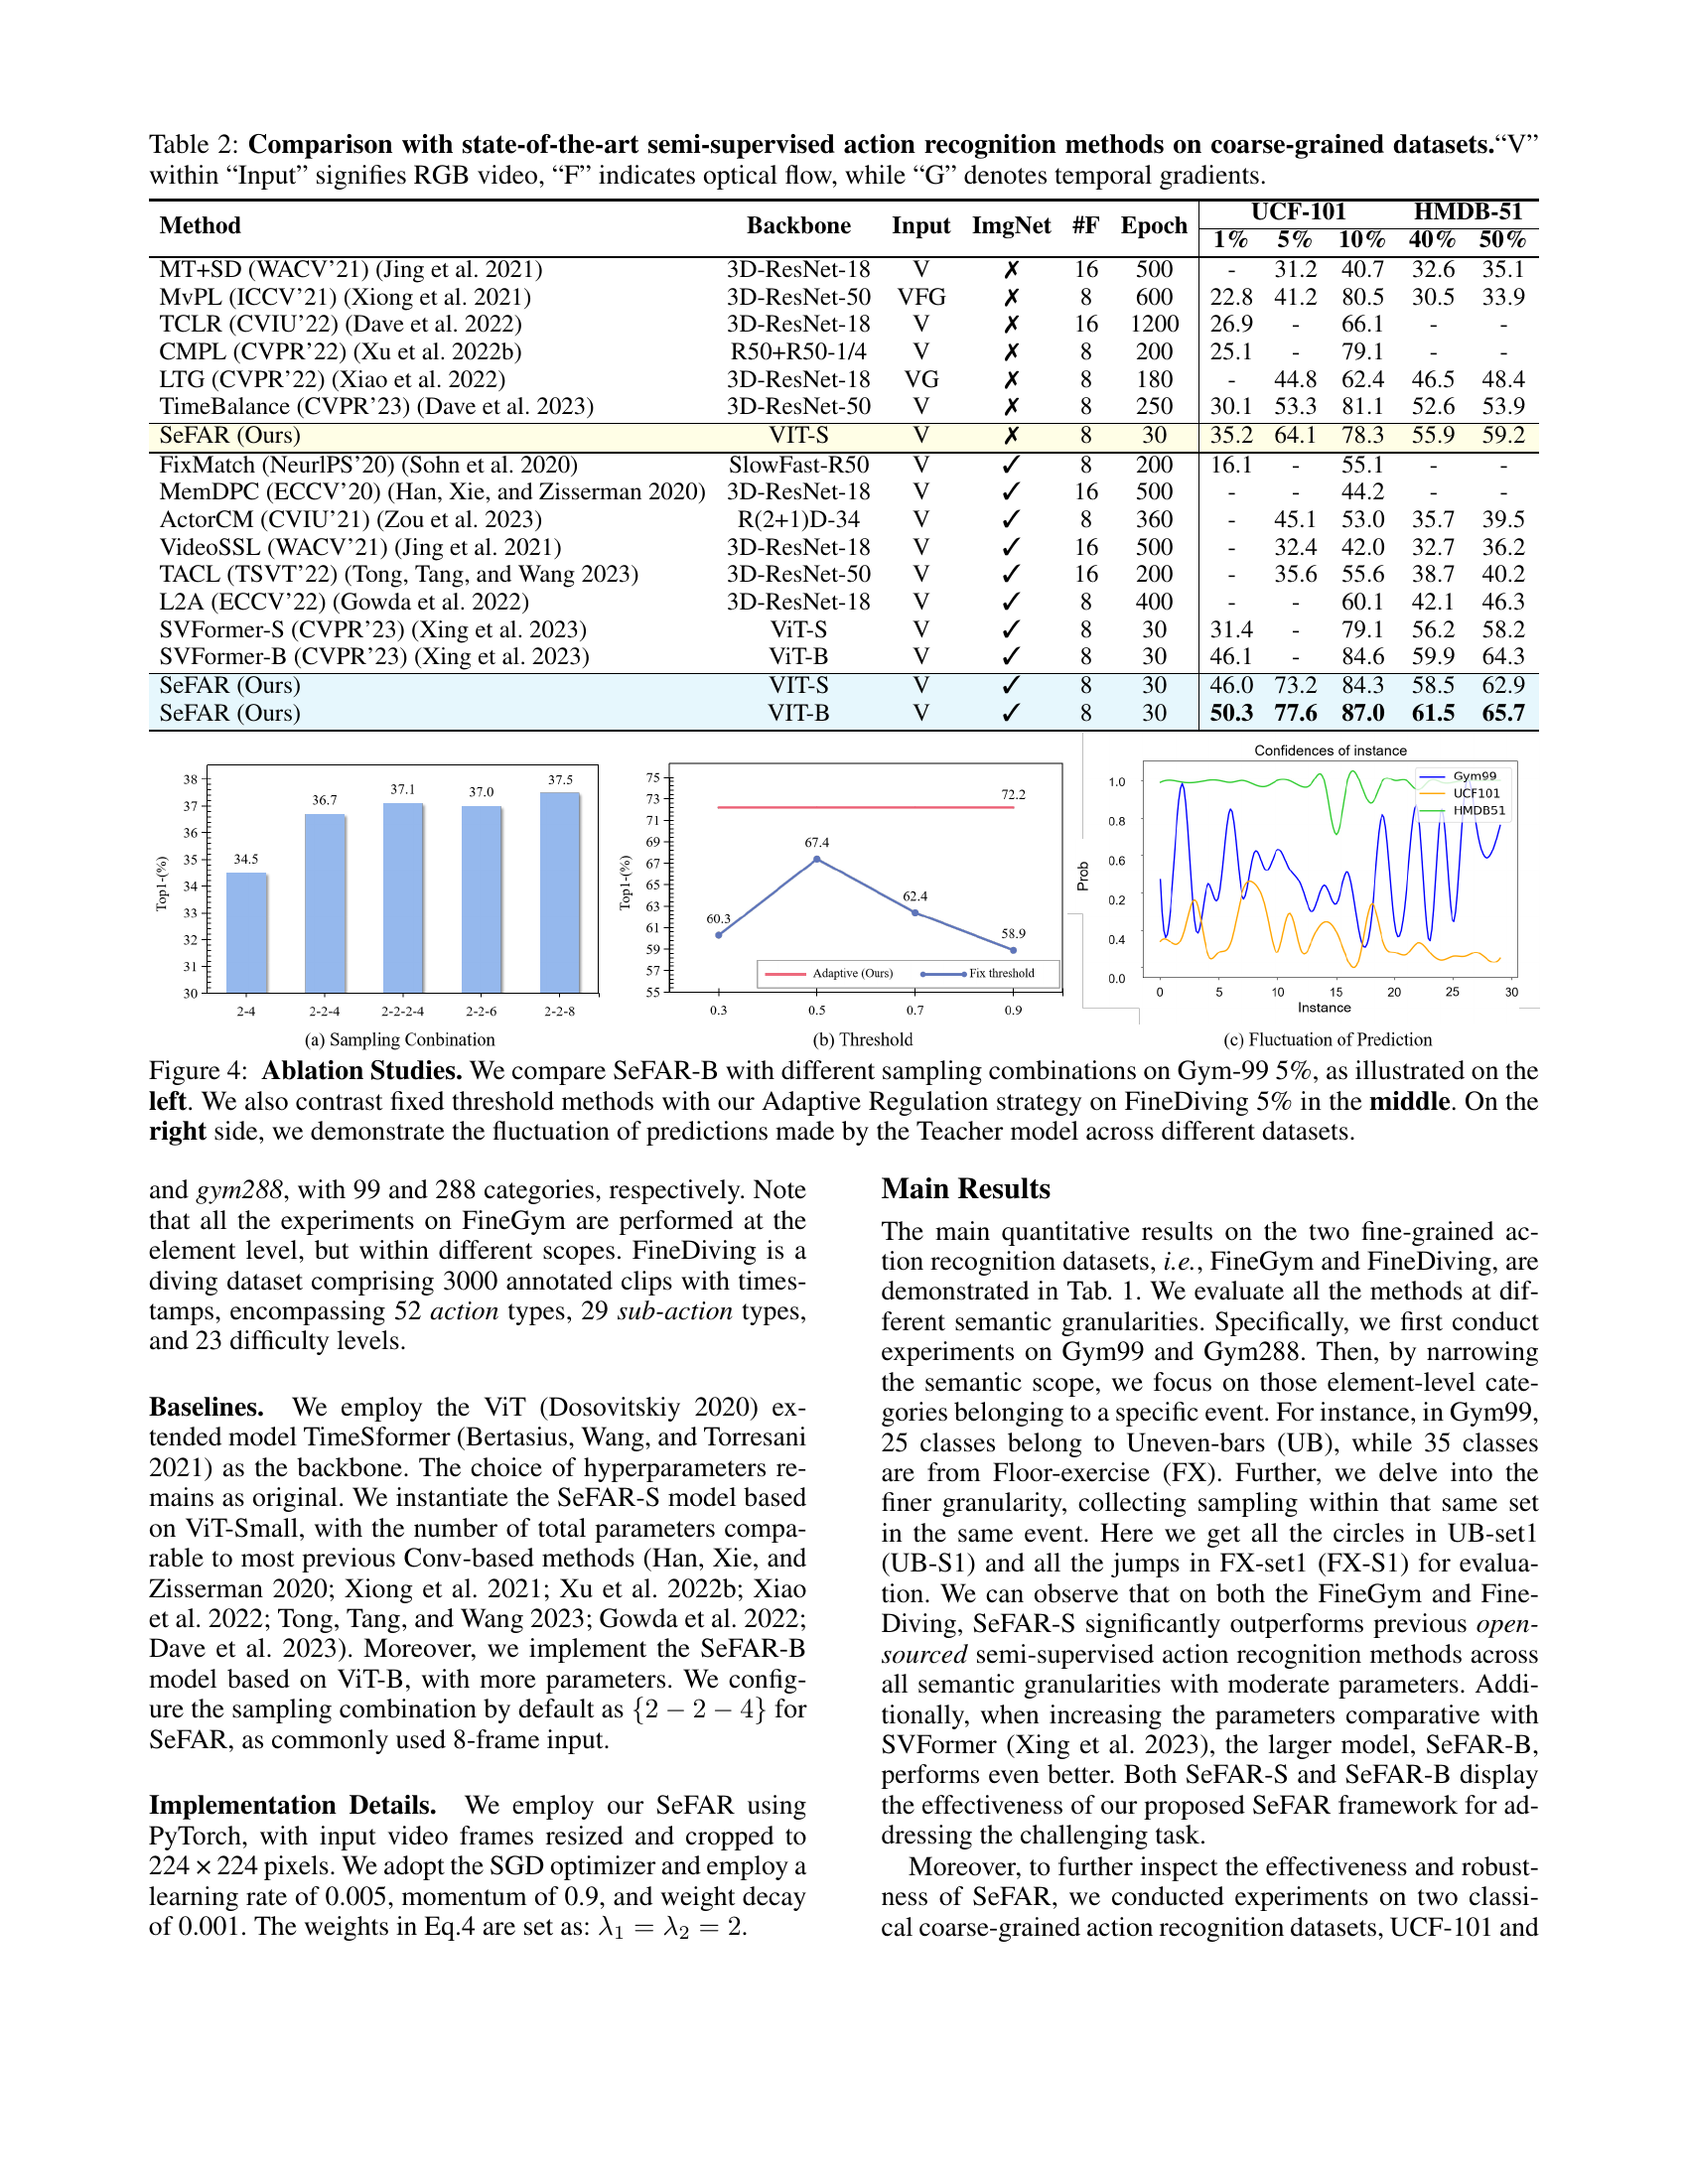 Table 2: Comparison with state-of-the-art semi-supervised action recognition methods on coarse-grained datasets.“V”
within “Input” signifies RGB video, “F” indicates optical flow, while “G” denotes temporal gradients.
Method Backbone Input ImgNet #F Epoch UCF-101 HMDB-51
1% 5% 10% 40% 50%
MT+SD (WACV’21) (Jing et al. 2021) 3D-ResNet-18 V ✗ 16 500 - 31.2 40.7 32.6 35.1
MvPL (ICCV’21) (Xiong et al. 2021) 3D-ResNet-50 VFG ✗ 8 600 22.8 41.2 80.5 30.5 33.9
TCLR (CVIU’22) (Dave et al. 2022) 3D-ResNet-18 V ✗ 16 1200 26.9 - 66.1 - -
CMPL (CVPR’22) (Xu et al. 2022b) R50+R50-1/4 V ✗ 8 200 25.1 - 79.1 - -
LTG (CVPR’22) (Xiao et al. 2022) 3D-ResNet-18 VG ✗ 8 180 - 44.8 62.4 46.5 48.4
TimeBalance (CVPR’23) (Dave et al. 2023) 3D-ResNet-50 V ✗ 8 250 30.1 53.3 81.1 52.6 53.9
SeFAR (Ours) VIT-S V ✗ 8 30 35.2 64.1 78.3 55.9 59.2
FixMatch (NeurlPS’20) (Sohn et al. 2020) SlowFast-R50 V ✓ 8 200 16.1 - 55.1 - -
MemDPC (ECCV’20) (Han, Xie, and Zisserman 2020) 3D-ResNet-18 V ✓ 16 500 - - 44.2 - -
ActorCM (CVIU’21) (Zou et al. 2023) R(2+1)D-34 V ✓ 8 360 - 45.1 53.0 35.7 39.5
VideoSSL (WACV’21) (Jing et al. 2021) 3D-ResNet-18 V ✓ 16 500 - 32.4 42.0 32.7 36.2
TACL (TSVT’22) (Tong, Tang, and Wang 2023) 3D-ResNet-50 V ✓ 16 200 - 35.6 55.6 38.7 40.2
L2A (ECCV’22) (Gowda et al. 2022) 3D-ResNet-18 V ✓ 8 400 - - 60.1 42.1 46.3
SVFormer-S (CVPR’23) (Xing et al. 2023) ViT-S V ✓ 8 30 31.4 - 79.1 56.2 58.2
SVFormer-B (CVPR’23) (Xing et al. 2023) ViT-B V ✓ 8 30 46.1 - 84.6 59.9 64.3
SeFAR (Ours) VIT-S V ✓ 8 30 46.0 73.2 84.3 58.5 62.9
SeFAR (Ours) VIT-B V ✓ 8 30 50.3 77.6 87.0 61.5 65.7
Top1-(%)
38
37
36
35
34
33
32
31
30
34.5 36.7 37.1 37.0 37.5
2-4 2-2-4 2-2-2-4 2-2-6 2-2-8
(a) Sampling Conbination
Top1-(%)
75
73
71
69
67
65
63
61
59
57
55
72.2
60.3 67.4 62.4 58.9
Adaptive (Ours) Fix threshold
0.3 0.5 0.7 0.9
(b) Threshold
Confidences of instance
Prob
1.0
0.8
0.6
0.2
0.4
0.0
Gym99
UCF101
HMDB51
0 5 10 15 20 25 30
Instance
(c) Fluctuation of Prediction
Figure 4: Ablation Studies. We compare SeFAR-B with different sampling combinations on Gym-99 5%, as illustrated on the
left. We also contrast fixed threshold methods with our Adaptive Regulation strategy on FineDiving 5% in the middle. On the
right side, we demonstrate the fluctuation of predictions made by the Teacher model across different datasets.
and gym288, with 99 and 288 categories, respectively. Note
that all the experiments on FineGym are performed at the
element level, but within different scopes. FineDiving is a
diving dataset comprising 3000 annotated clips with times-
tamps, encompassing 52 action types, 29 sub-action types,
and 23 difficulty levels.
Baselines. We employ the ViT (Dosovitskiy 2020) ex-
tended model TimeSformer (Bertasius, Wang, and Torresani
2021) as the backbone. The choice of hyperparameters re-
mains as original. We instantiate the SeFAR-S model based
on ViT-Small, with the number of total parameters compa-
rable to most previous Conv-based methods (Han, Xie, and
Zisserman 2020; Xiong et al. 2021; Xu et al. 2022b; Xiao
et al. 2022; Tong, Tang, and Wang 2023; Gowda et al. 2022;
Dave et al. 2023). Moreover, we implement the SeFAR-B
model based on ViT-B, with more parameters. We config-
ure the sampling combination by default as {2 − 2 − 4} for
SeFAR, as commonly used 8-frame input.
Implementation Details. We employ our SeFAR using
PyTorch, with input video frames resized and cropped to
224 × 224 pixels. We adopt the SGD optimizer and employ a
learning rate of 0.005, momentum of 0.9, and weight decay
of 0.001. The weights in Eq.4 are set as: λ1 = λ2 = 2.
Main Results
The main quantitative results on the two fine-grained ac-
tion recognition datasets, i.e., FineGym and FineDiving, are
demonstrated in Tab. 1. We evaluate all the methods at dif-
ferent semantic granularities. Specifically, we first conduct
experiments on Gym99 and Gym288. Then, by narrowing
the semantic scope, we focus on those element-level cate-
gories belonging to a specific event. For instance, in Gym99,
25 classes belong to Uneven-bars (UB), while 35 classes
are from Floor-exercise (FX). Further, we delve into the
finer granularity, collecting sampling within that same set
in the same event. Here we get all the circles in UB-set1
(UB-S1) and all the jumps in FX-set1 (FX-S1) for evalua-
tion. We can observe that on both the FineGym and Fine-
Diving, SeFAR-S significantly outperforms previous open-
sourced semi-supervised action recognition methods across
all semantic granularities with moderate parameters. Addi-
tionally, when increasing the parameters comparative with
SVFormer (Xing et al. 2023), the larger model, SeFAR-B,
performs even better. Both SeFAR-S and SeFAR-B display
the effectiveness of our proposed SeFAR framework for ad-
dressing the challenging task.
Moreover, to further inspect the effectiveness and robust-
ness of SeFAR, we conducted experiments on two classi-
cal coarse-grained action recognition datasets, UCF-101 and